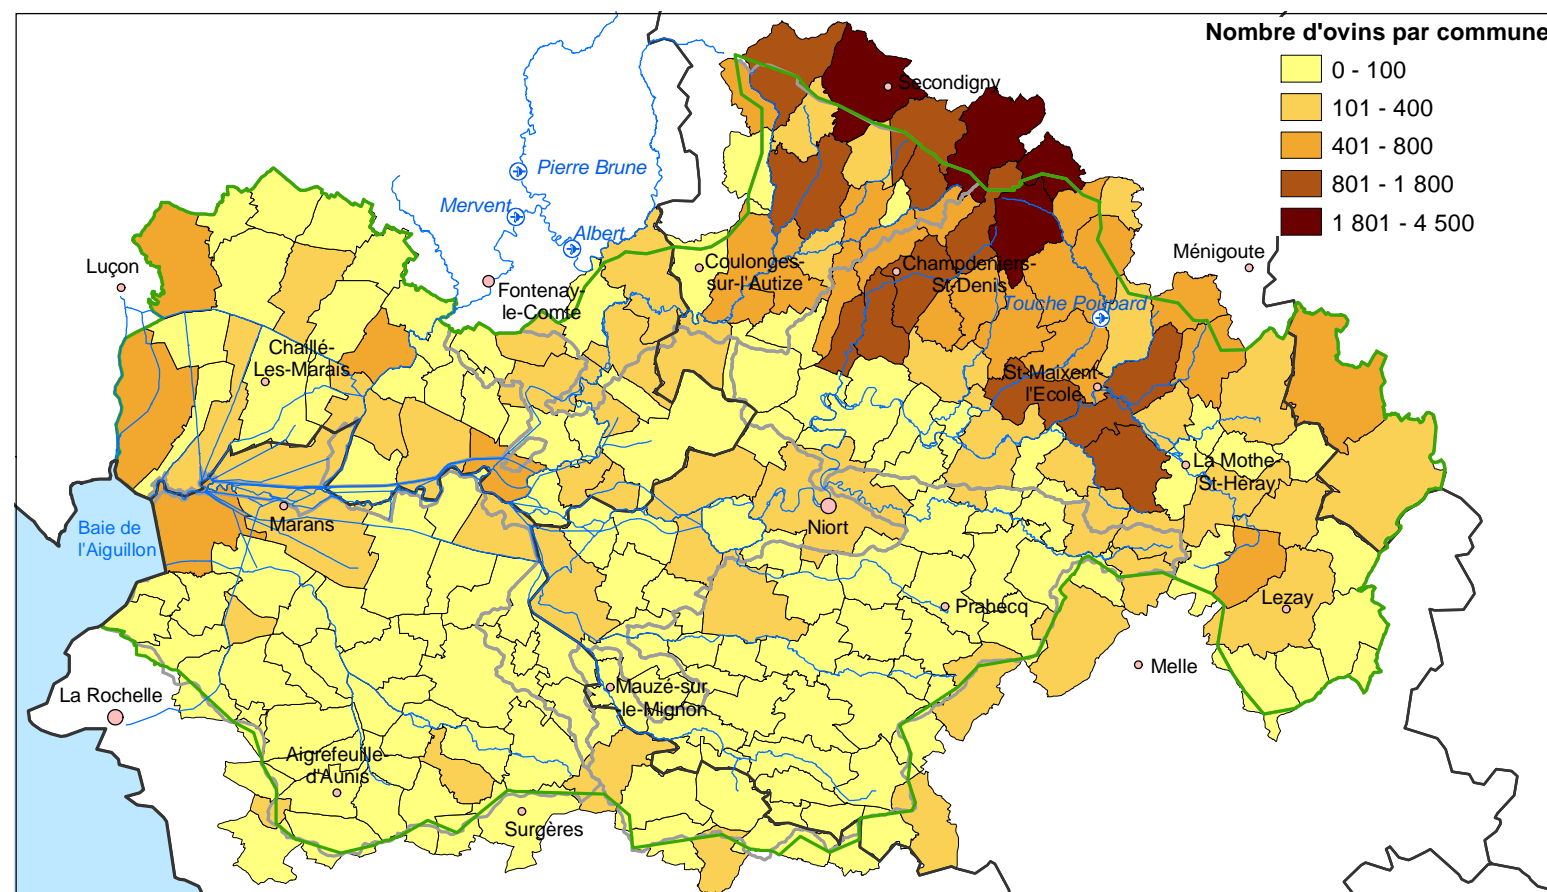 Nombre d'ovins par commune
0 - 100
101 - 400
401 - 800
801 - 1 800
1 801 - 4 500
Secondigny
Pierre Brune
Mervent
Albert
Luçon
Fontenay-
le-Comte
Coulonges-
sur-l'Autize
Champdeniers-
St-Denis
Ménigoute
Touche Poupard
Chaillé-
Les-Marais
St-Maixent-
l'Ecole
La Mothe-
St-Héray
Marans
Niort
Baie de
l'Aiguillon
Prahecq
Lezay
Melle
La Rochelle
Mauzé-sur
-le-Mignon
Aigrefeuille-
d'Aunis
Surgères